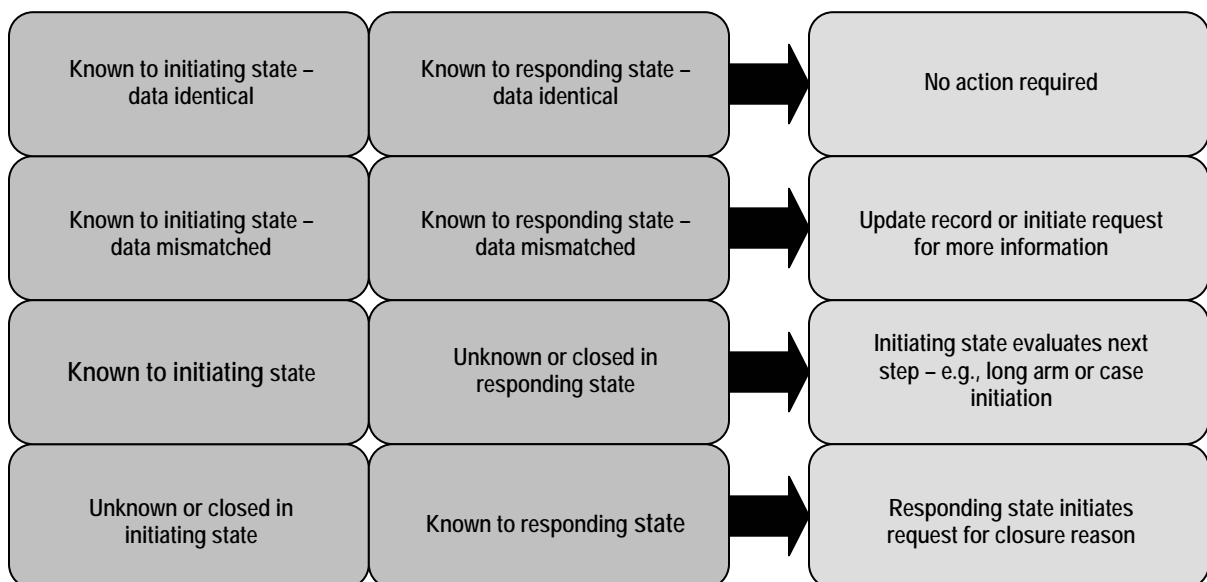 Known to initiating state –
data identical
Known to responding state –
data identical
No action required
Known to initiating state –
data mismatched
Known to responding state –
data mismatched
Update record or initiate request
for more information
Known to initiating state
Unknown or closed in
responding state
Initiating state evaluates next
step – e.g., long arm or case
initiation
Unknown or closed in
initiating state
Known to responding state
Responding state initiates
request for closure reason